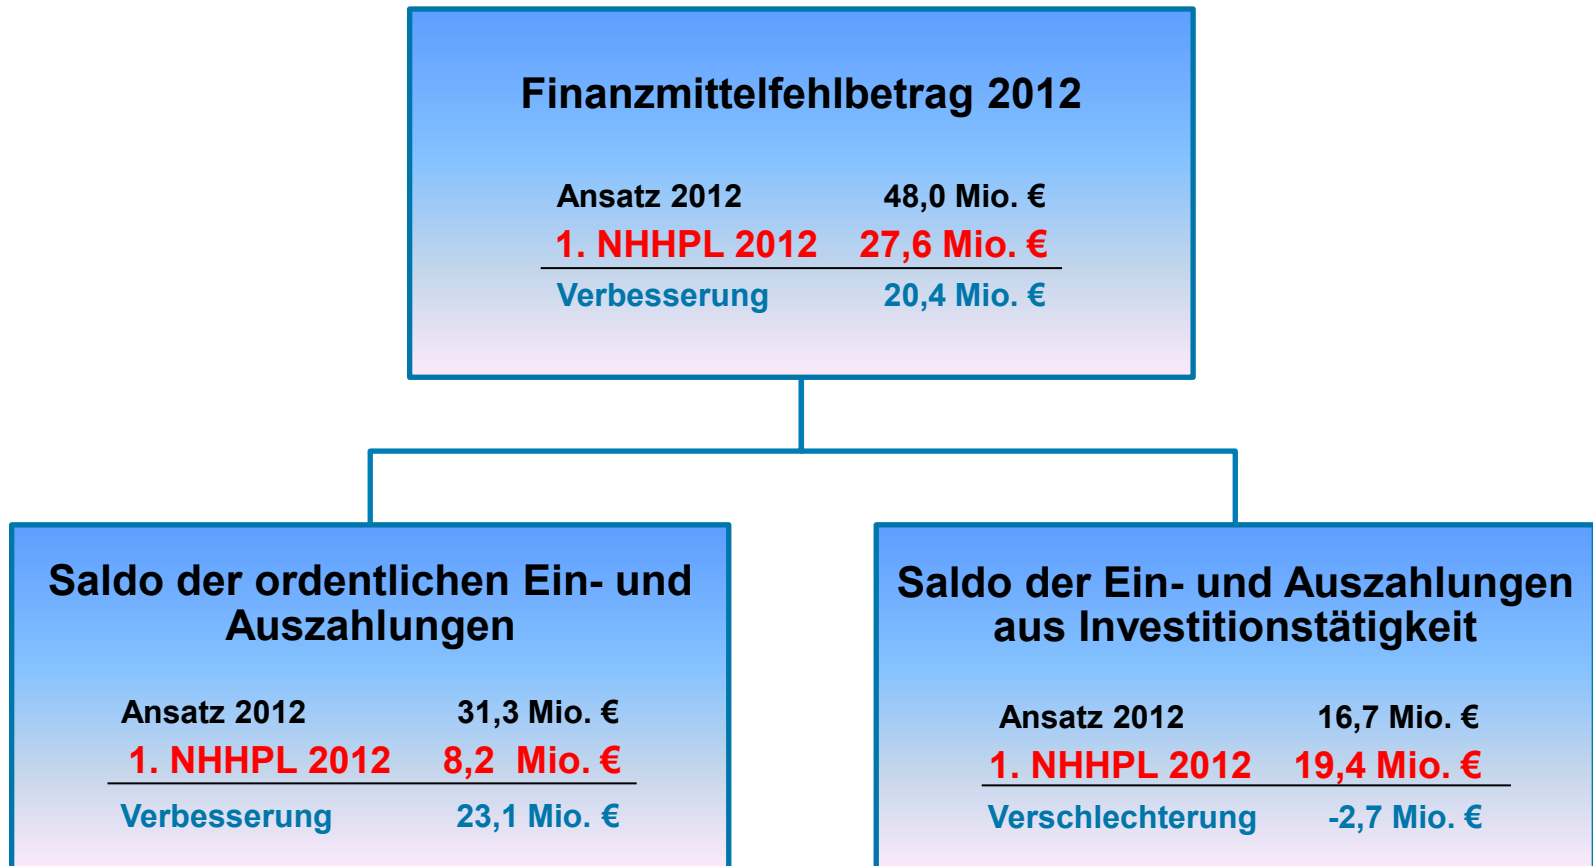 Finanzmittelfehlbetrag 2012
Ansatz 2012 48,0 Mio. €
1. NHHPL 2012 27,6 Mio. €
Verbesserung 20,4 Mio. €
Saldo der ordentlichen Ein- und
Auszahlungen
Ansatz 2012 31,3 Mio. €
1. NHHPL 2012 8,2 Mio. €
Verbesserung 23,1 Mio. €
Saldo der Ein- und Auszahlungen
aus Investitionstätigkeit
Ansatz 2012 16,7 Mio. €
1. NHHPL 2012 19,4 Mio. €
Verschlechterung -2,7 Mio. €